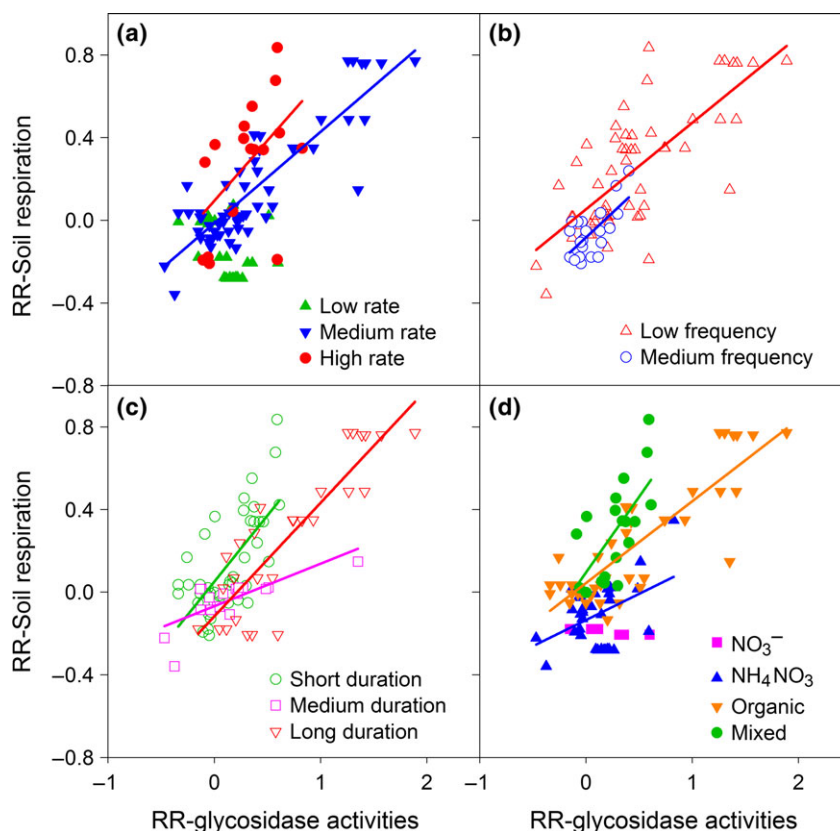 (a)
(b)
0.8
0.4
0.0
−0.4
−0.8
RR-Soil respiration
Low rate
Medium rate
High rate
Low frequency
Medium frequency
(c)
(d)
0.8
0.4
0.0
−0.4
−0.8
RR-Soil respiration
Short duration
Medium duration
Long duration
NO₃⁻
NH₄NO₃
Organic
Mixed
−1 0 1 2 −1 0 1 2
RR-glycosidase activities RR-glycosidase activities